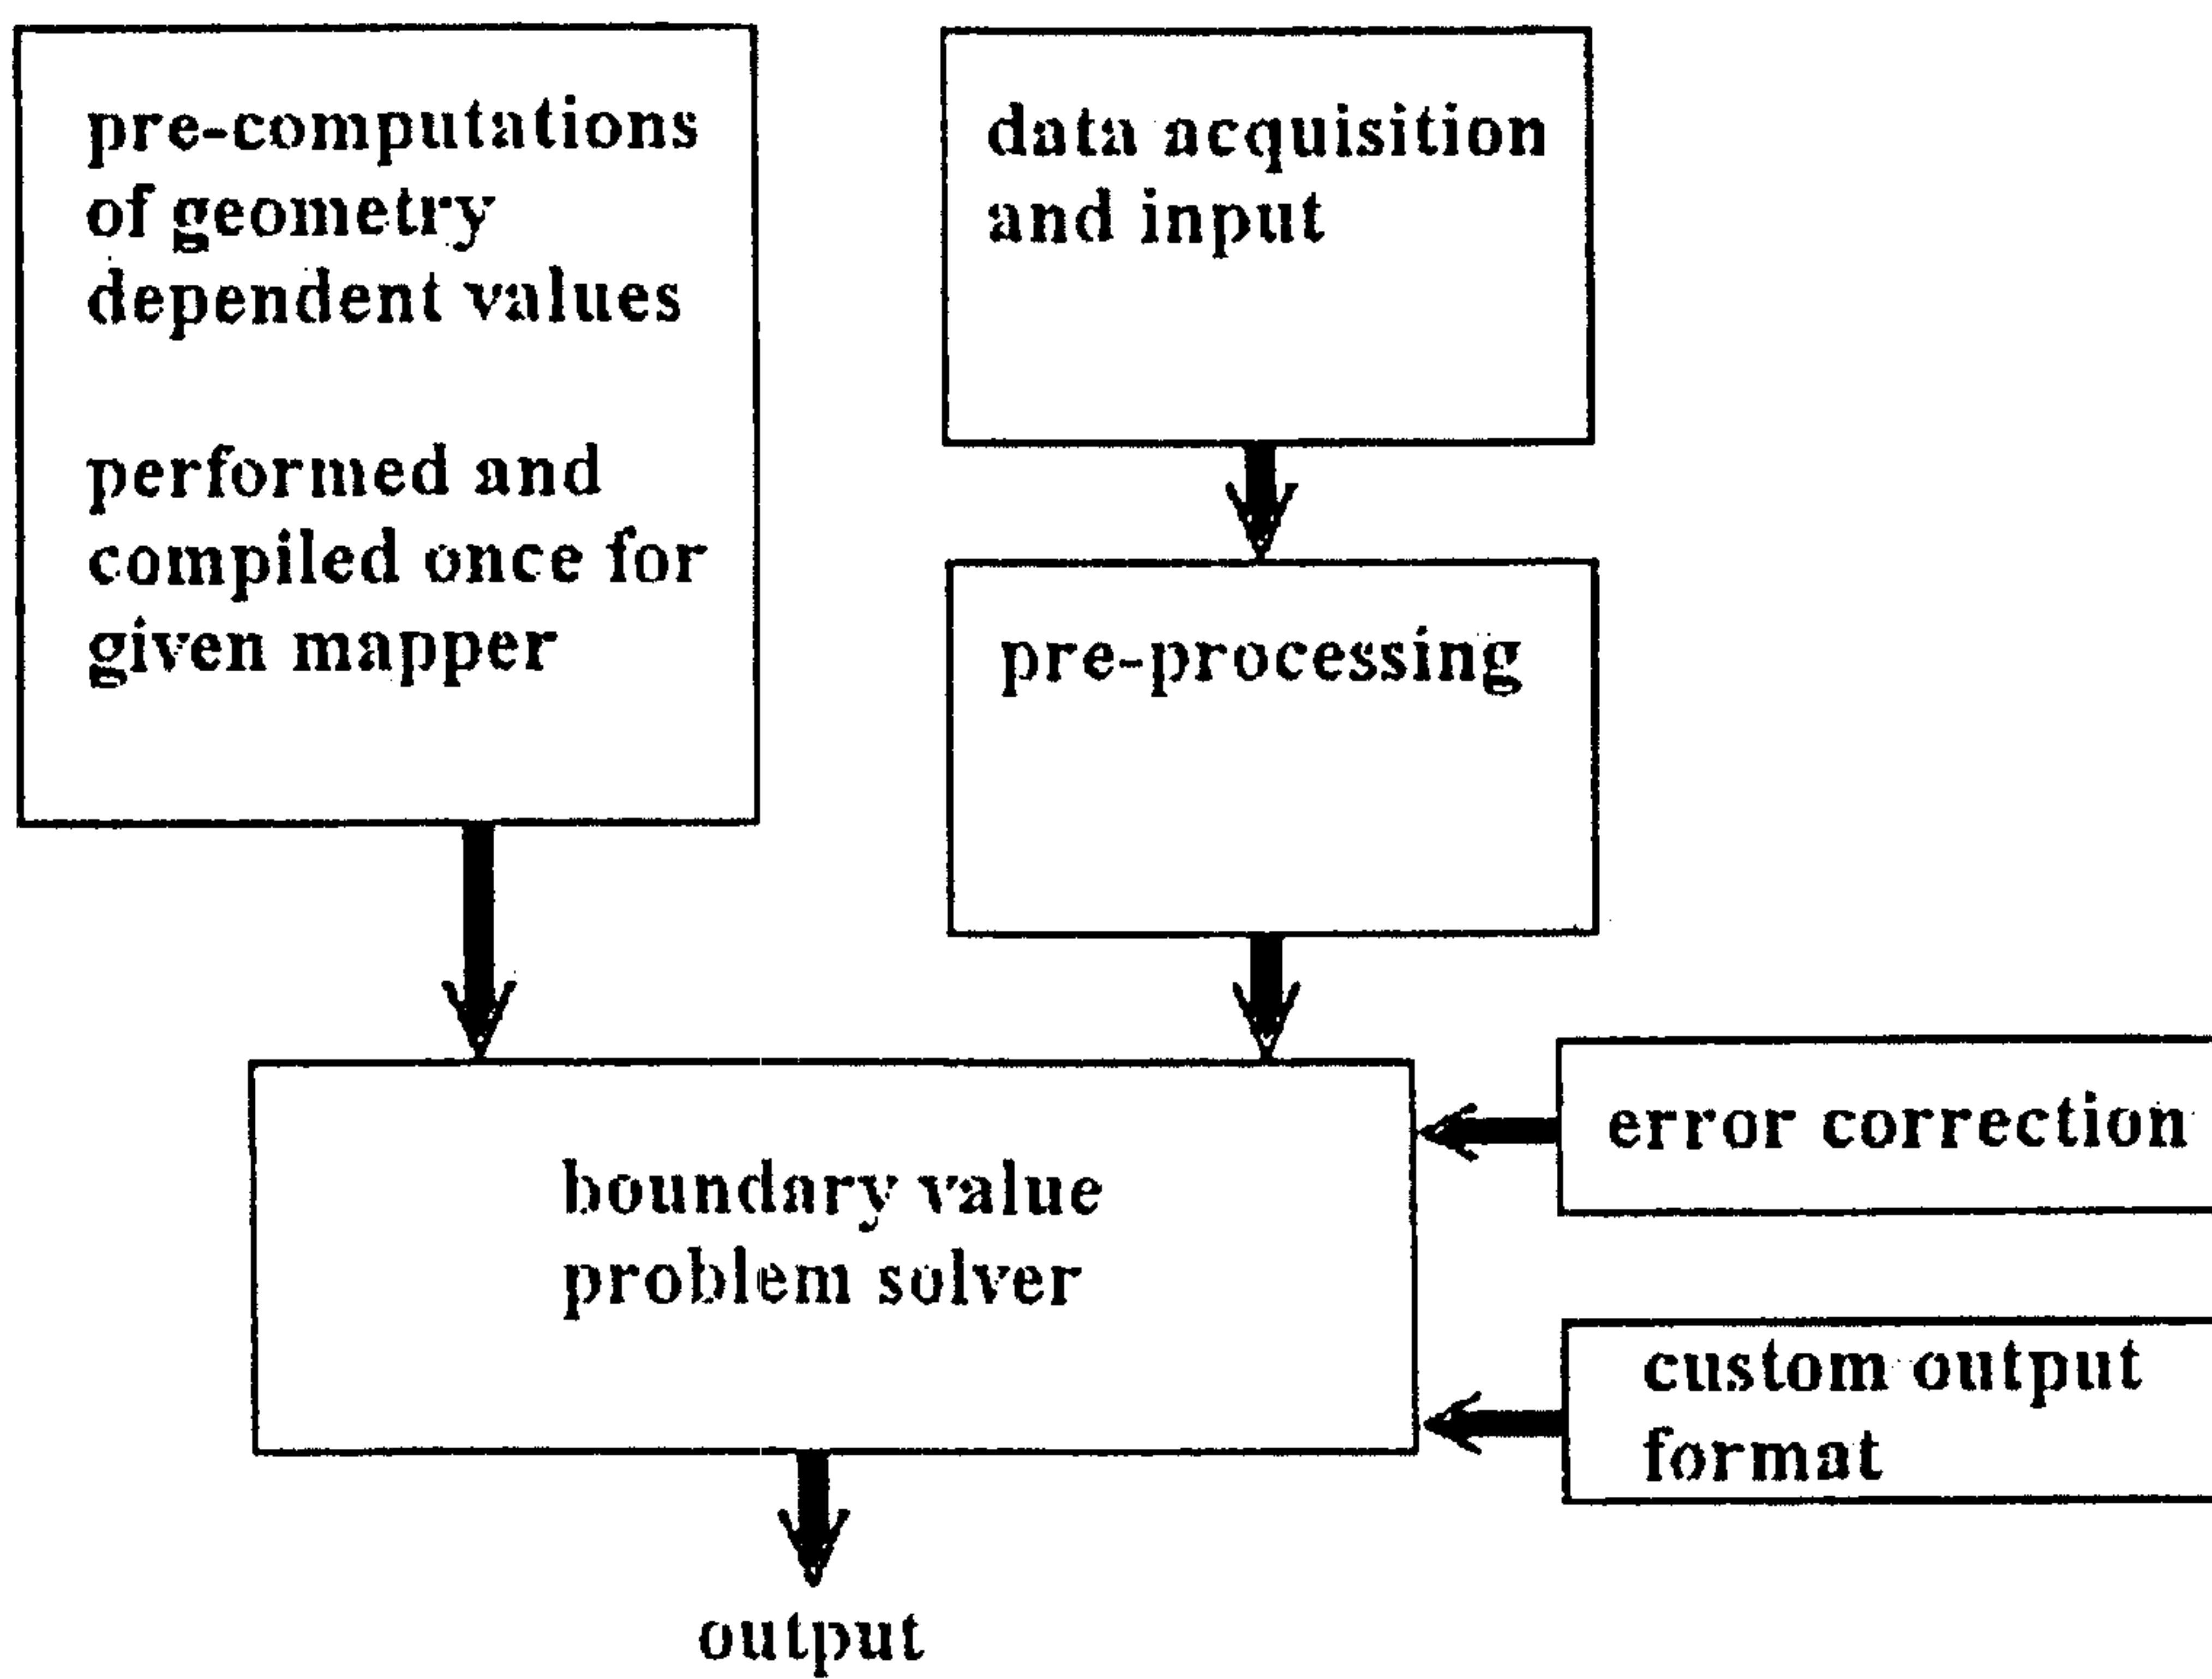 pre-computations
of geometry
dependent values
performed and
compiled once for
given mapper
data acquisition
and input
pre-processing
boundary value
problem solver
error correction
custom output
format
output